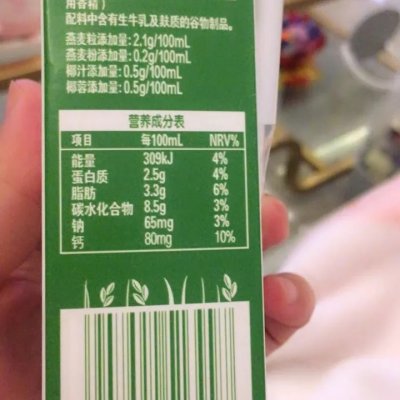 用香精）
配料中含有生牛乳及麸质的谷物制品。
燕麦粒添加量：2.1g/100mL
燕麦粉添加量：0.2g/100mL
椰汁添加量：0.5g/100mL
椰蓉添加量：0.5g/100mL
营养成分表
项目 每100mL NRV%
能量 309kJ 4%
蛋白质 2.5g 4%
脂肪 3.3g 6%
碳水化合物 8.5g 3%
钠 65mg 3%
钙 80mg 10%